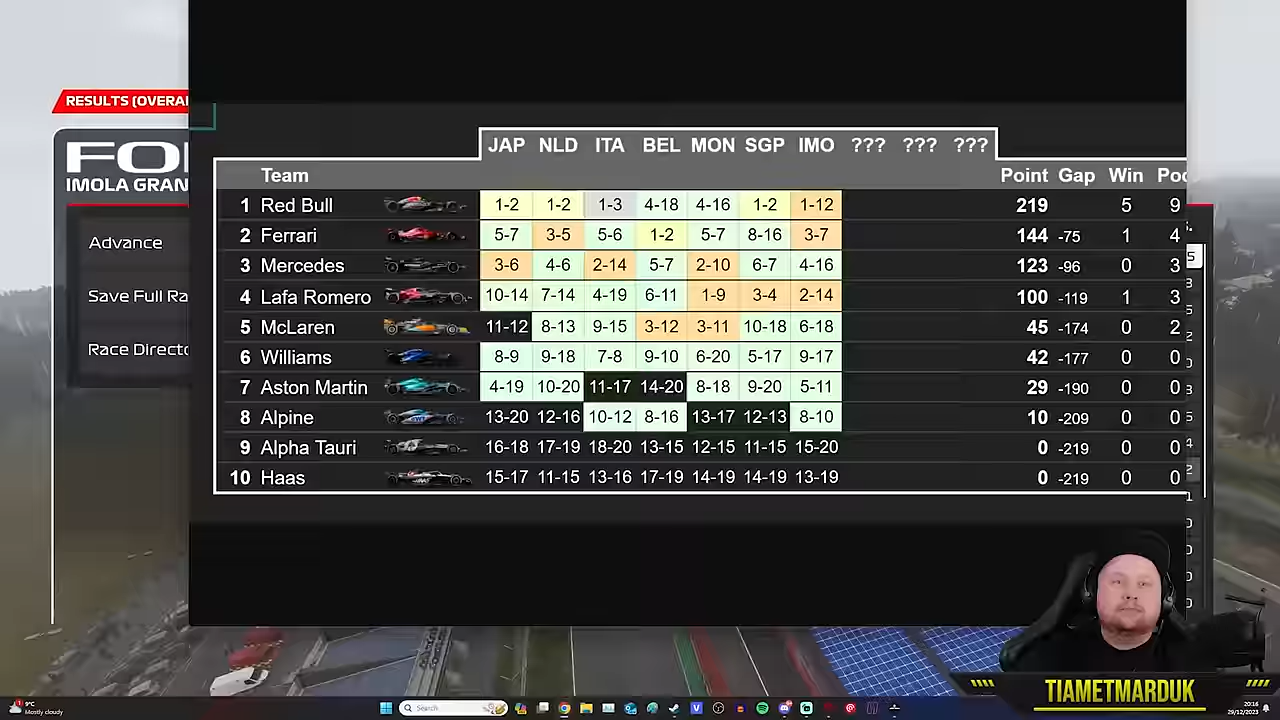 RESULTS (OVERA
FO
IMOLA GRAN
Advance
Save Full Ra
Race Directo
JAP NLD ITA BEL MON SGP IMO ??? ??? ???
Team Point Gap Win Pod
1 Red Bull 1-2 1-2 1-3 4-18 4-16 1-2 1-12 219 5 9
2 Ferrari 5-7 3-5 5-6 1-2 5-7 8-16 3-7 144 -75 1 4
3 Mercedes 3-6 4-6 2-14 5-7 2-10 6-7 4-16 123 -96 0 3
4 Lafa Romero 10-14 7-14 4-19 6-11 1-9 3-4 2-14 100 -119 1 3
5 McLaren 11-12 8-13 9-15 3-12 3-11 10-18 6-18 45 -174 0 2
6 Williams 8-9 9-18 7-8 9-10 6-20 5-17 9-17 42 -177 0 0
7 Aston Martin 4-19 10-20 11-17 14-20 8-18 9-20 5-11 29 -190 0 0
8 Alpine 13-20 12-16 10-12 8-16 13-17 12-13 8-10 10 -209 0 0
9 Alpha Tauri 16-18 17-19 18-20 13-15 12-15 11-15 15-20 0 -219 0 0
10 Haas 15-17 11-15 13-16 17-19 14-19 14-19 13-19 0 -219 0 0
TIAMETMARDUK
9°C
Mostly cloudy
Search
20:16
29/12/2023